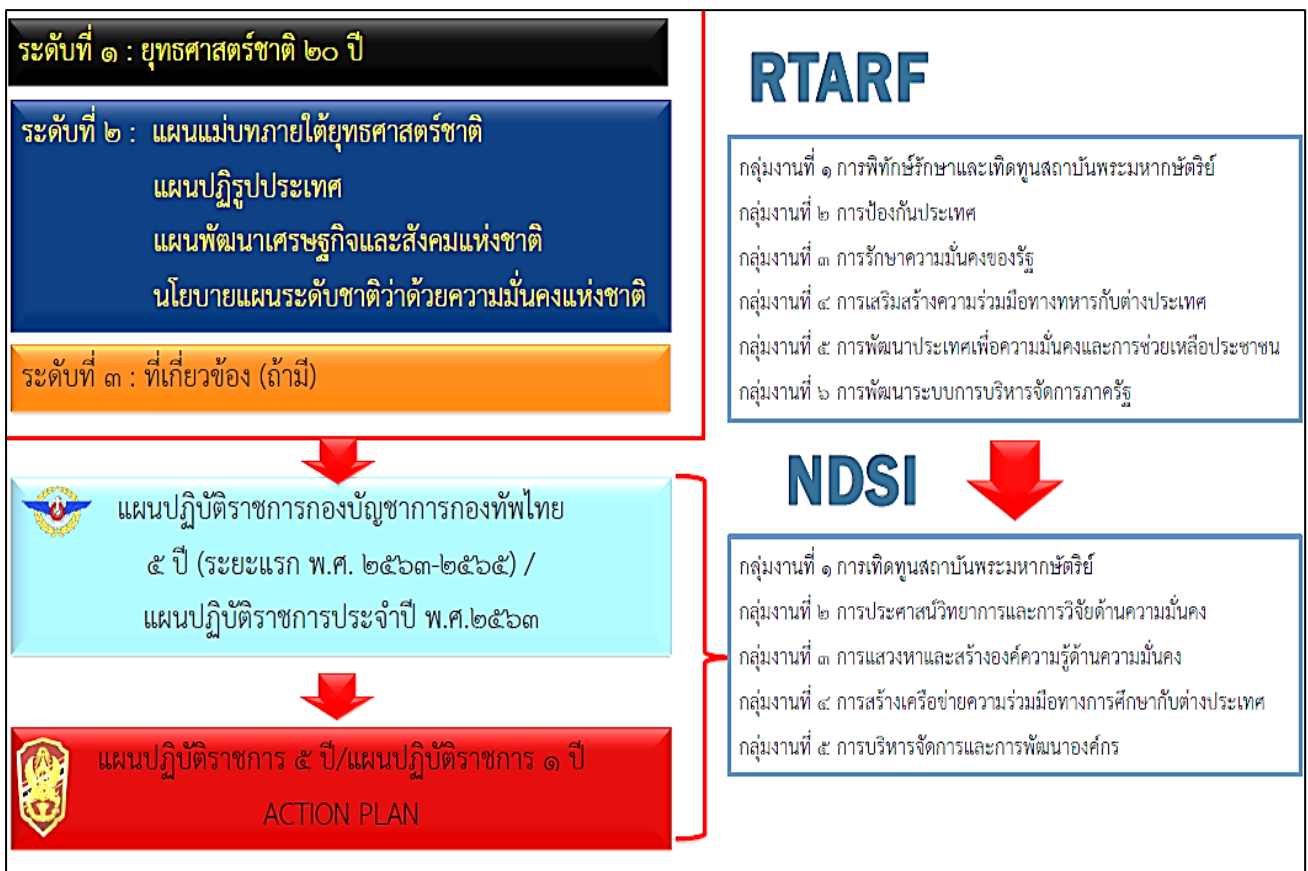 ระดับที่ ๑ : ยุทธศาสตร์ชาติ ๒๐ ปี
ระดับที่ ๒ : แผนแม่บทภายใต้ยุทธศาสตร์ชาติ
แผนปฏิรูปประเทศ
แผนพัฒนาเศรษฐกิจและสังคมแห่งชาติ
นโยบายแผนระดับชาติว่าด้วยความมั่นคงแห่งชาติ
ระดับที่ ๓ : ที่เกี่ยวข้อง (ถ้ามี)
แผนปฏิบัติราชการกองบัญชาการกองทัพไทย
๕ ปี (ระยะแรก พ.ศ. ๒๕๖๓-๒๕๖๕) /
แผนปฏิบัติราชการประจำปี พ.ศ.๒๕๖๓
แผนปฏิบัติราชการ ๕ ปี/แผนปฏิบัติราชการ ๑ ปี
ACTION PLAN
RTARF
กลุ่มงานที่ ๑ การพิทักษ์รักษาและเทิดทูนสถาบันพระมหากษัตริย์
กลุ่มงานที่ ๒ การป้องกันประเทศ
กลุ่มงานที่ ๓ การรักษาความมั่นคงของรัฐ
กลุ่มงานที่ ๔ การเสริมสร้างความร่วมมือทางทหารกับต่างประเทศ
กลุ่มงานที่ ๕ การพัฒนาประเทศเพื่อความมั่นคงและการช่วยเหลือประชาชน
กลุ่มงานที่ ๖ การพัฒนาระบบการบริหารจัดการภาครัฐ
NDSI
กลุ่มงานที่ ๑ การเทิดทูนสถาบันพระมหากษัตริย์
กลุ่มงานที่ ๒ การประศาสน์วิทยาการและการวิจัยด้านความมั่นคง
กลุ่มงานที่ ๓ การแสวงหาและสร้างองค์ความรู้ด้านความมั่นคง
กลุ่มงานที่ ๔ การสร้างเครือข่ายความร่วมมือทางการศึกษากับต่างประเทศ
กลุ่มงานที่ ๕ การบริหารจัดการและการพัฒนาองค์กร